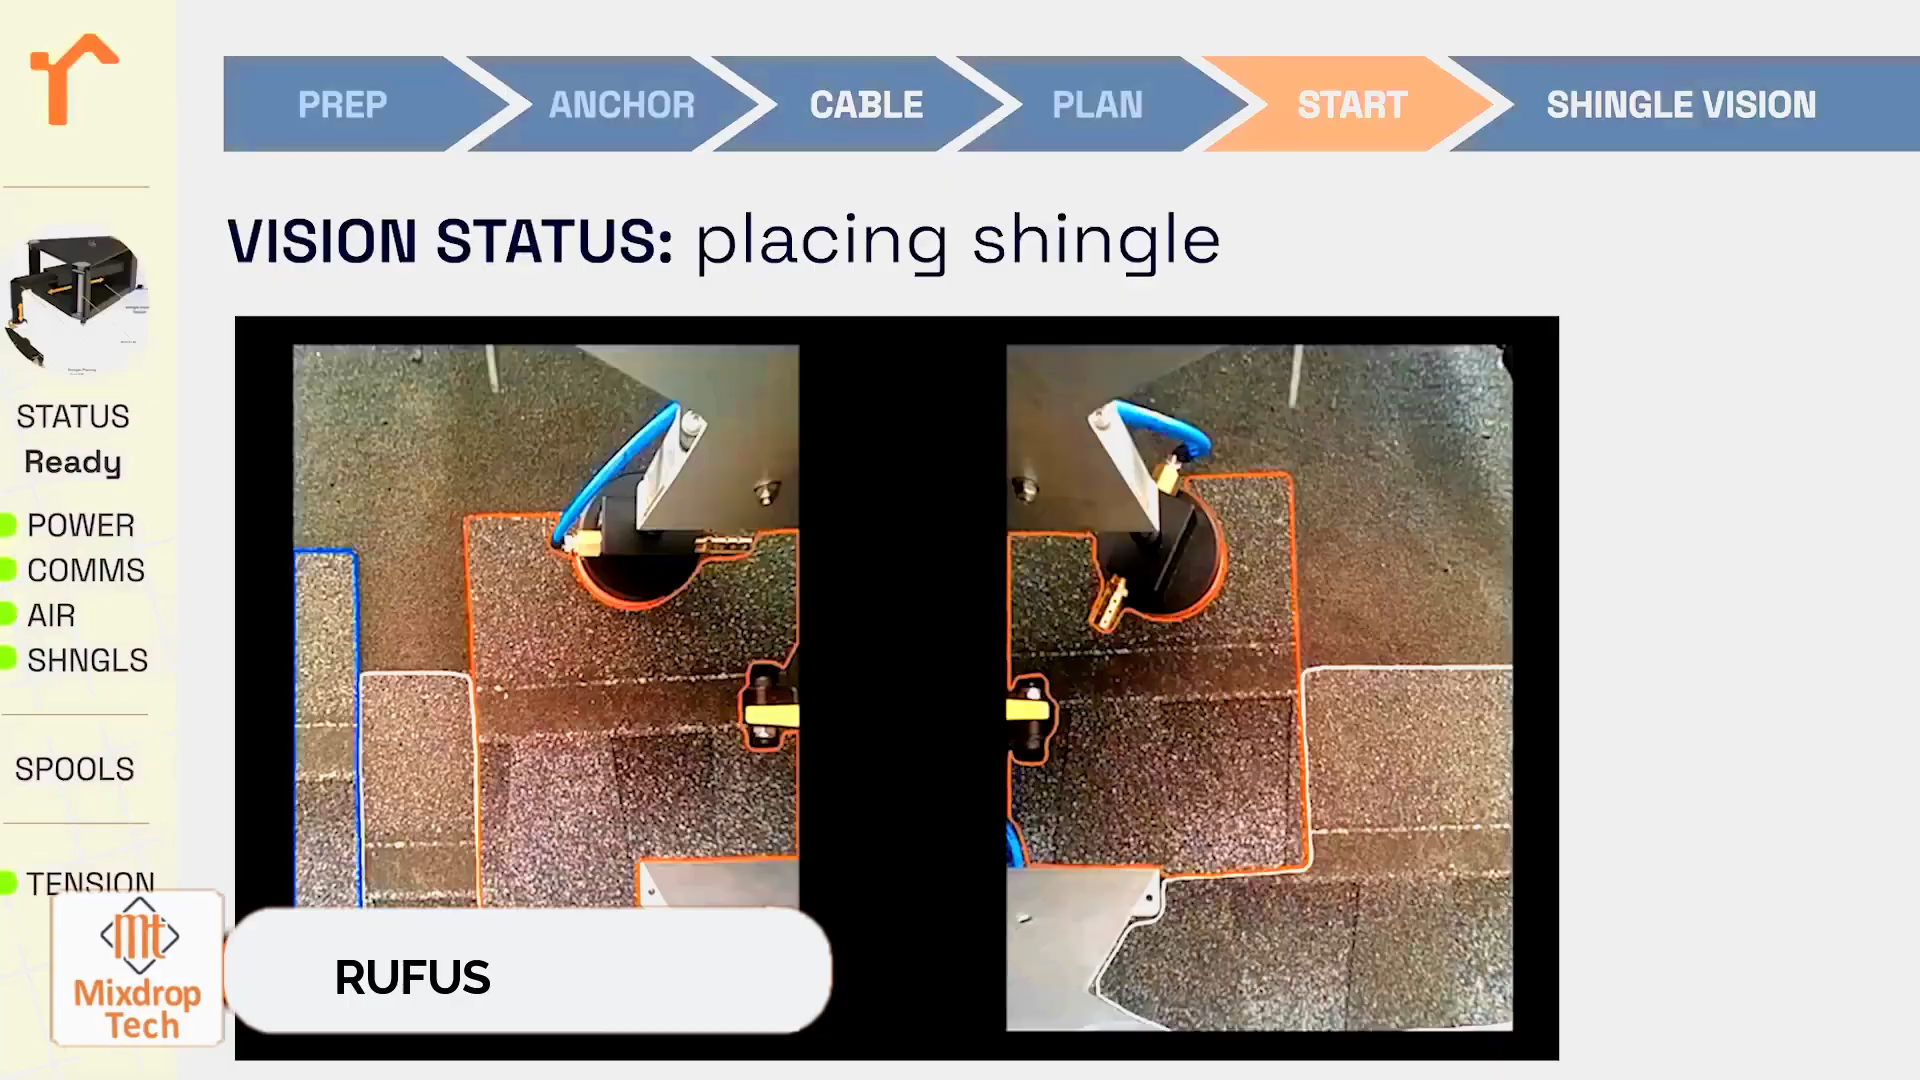 PREP
ANCHOR
CABLE
PLAN
START
SHINGLE VISION
VISION STATUS: placing shingle
STATUS
Ready
POWER
COMMS
AIR
SHNGLS
SPOOLS
TENSION
mt
Mixdrop
Tech
RUFUS